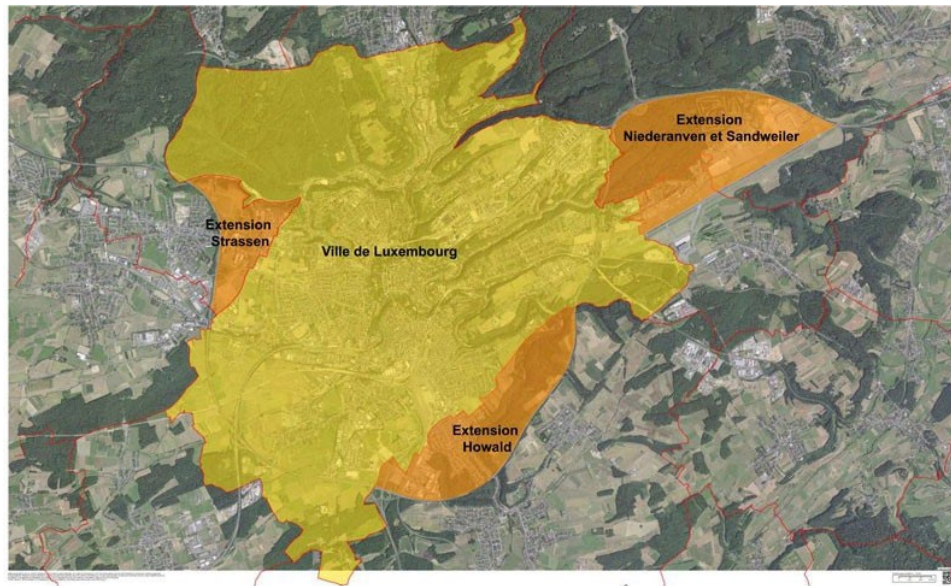 Extension
Niederanven et Sandweiler
Extension
Strassen
Ville de Luxembourg
Extension
Howald